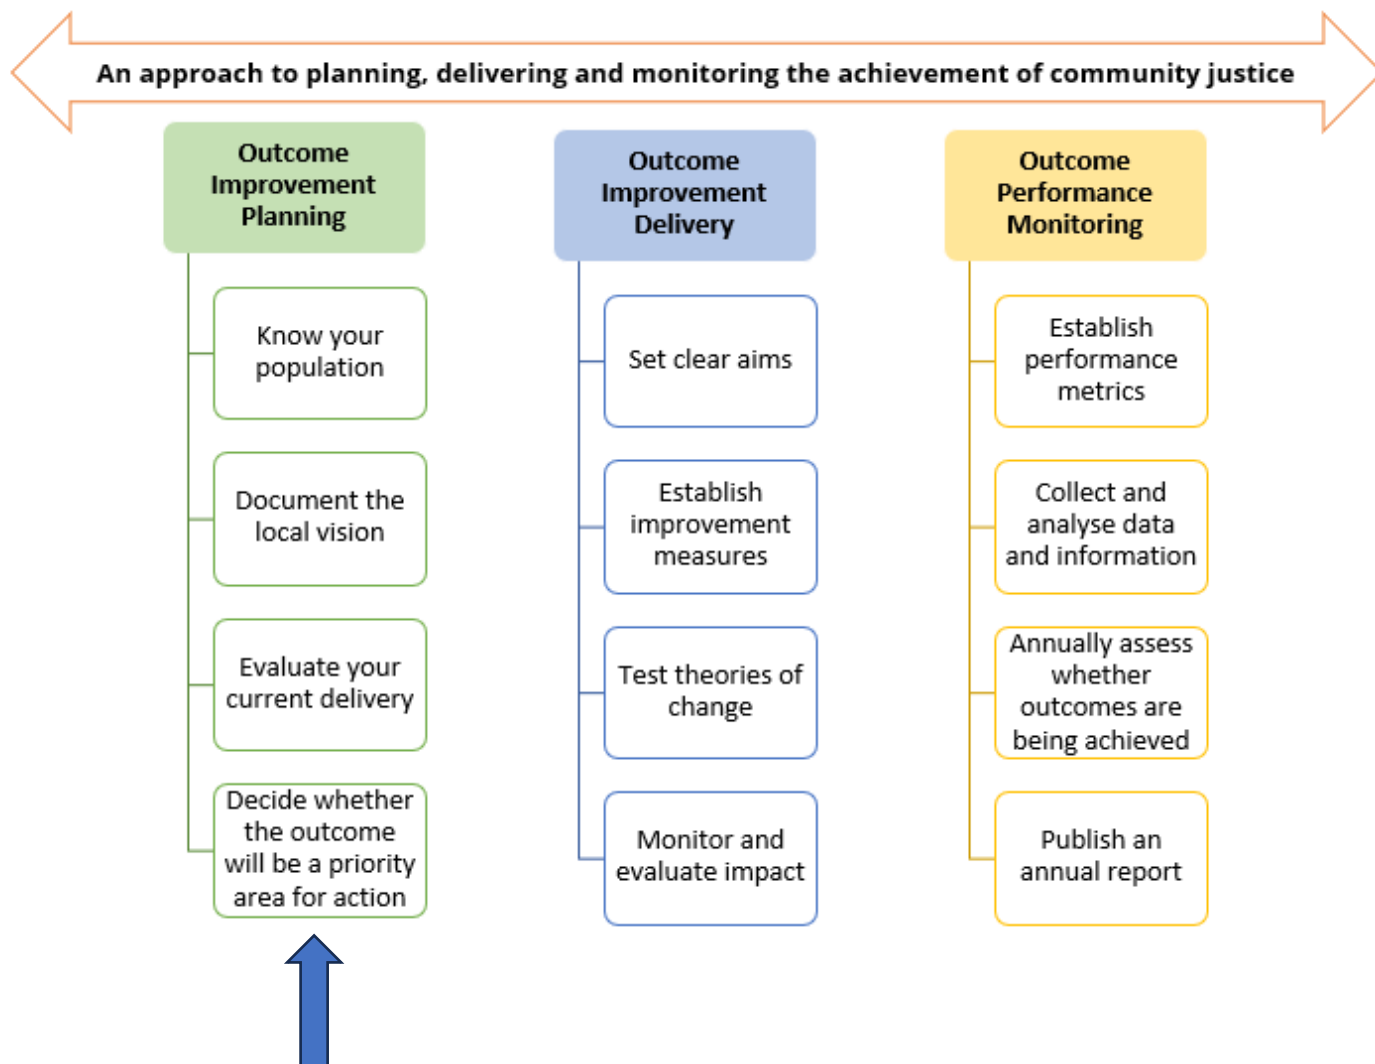 An approach to planning, delivering and monitoring the achievement of community justice
Outcome
Improvement
Planning
Know your
population
Document the
local vision
Evaluate your
current delivery
Decide whether
the outcome
will be a priority
area for action
Outcome
Improvement
Delivery
Set clear aims
Establish
improvement
measures
Test theories of
change
Monitor and
evaluate impact
Outcome
Performance
Monitoring
Establish
performance
metrics
Collect and
analyse data
and information
Annually assess
whether
outcomes are
being achieved
Publish an
annual report